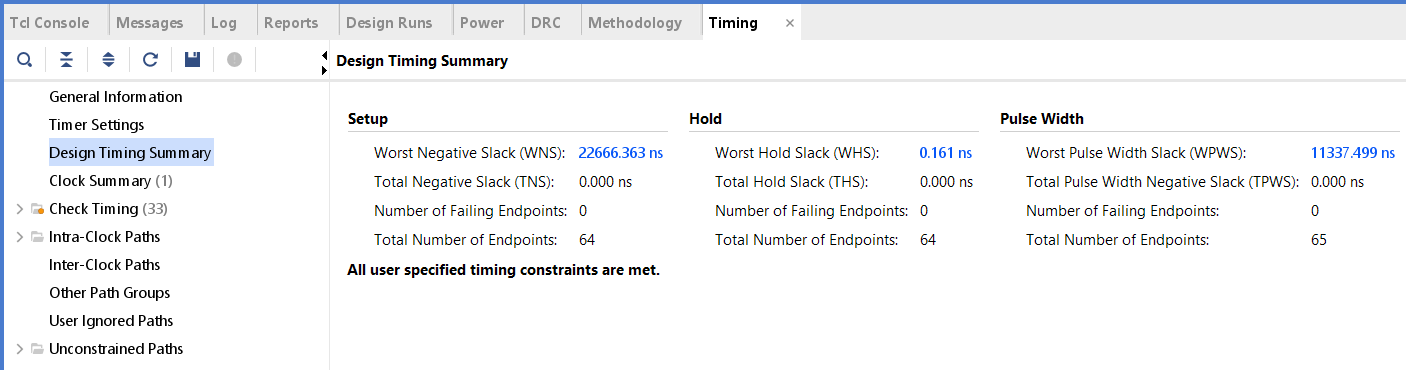 Tcl Console Messages Log Reports Design Runs Power DRC Methodology Timing ×
Design Timing Summary
General Information
Timer Settings
Design Timing Summary
Clock Summary (1)
Check Timing (33)
Intra-Clock Paths
Inter-Clock Paths
Other Path Groups
User Ignored Paths
Unconstrained Paths
Setup
Worst Negative Slack (WNS): 22666.363 ns
Total Negative Slack (TNS): 0.000 ns
Number of Failing Endpoints: 0
Total Number of Endpoints: 64
Hold
Worst Hold Slack (WHS): 0.161 ns
Total Hold Slack (THS): 0.000 ns
Number of Failing Endpoints: 0
Total Number of Endpoints: 64
Pulse Width
Worst Pulse Width Slack (WPWS): 11337.499 ns
Total Pulse Width Negative Slack (TPWS): 0.000 ns
Number of Failing Endpoints: 0
Total Number of Endpoints: 65
All user specified timing constraints are met.